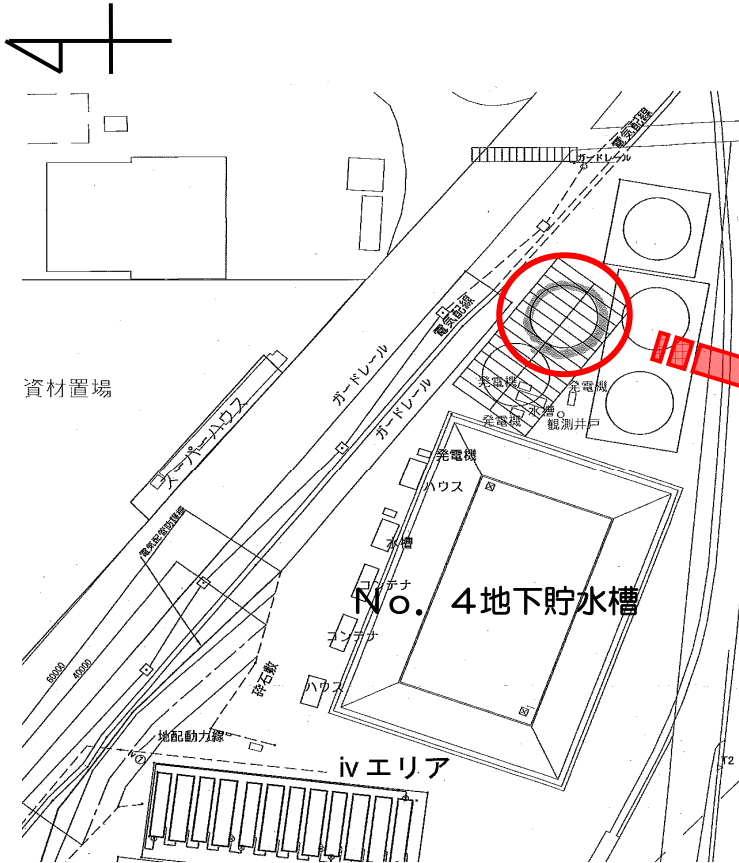 電気配線
ガードレール
電気配線
ガードレール
ガードレール
資材置場
スーパーハウス
発電機
発電機
水槽
発電機
観測井戸
発電機
ハウス
水槽
コンテナ
No. 4地下貯水槽
コンテナ
ハウス
砕石敷
60000
40000
地配動力線
ivエリア
T2